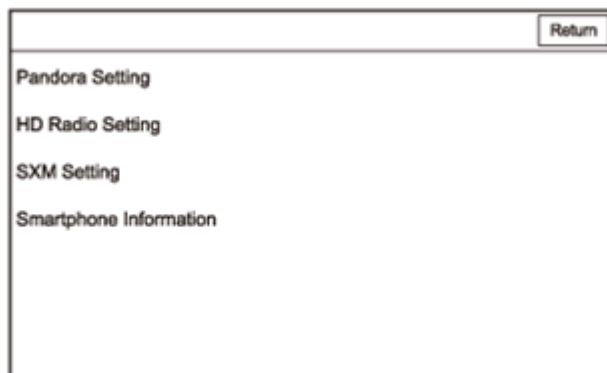 Return
Pandora Setting
HD Radio Setting
SXM Setting
Smartphone Information